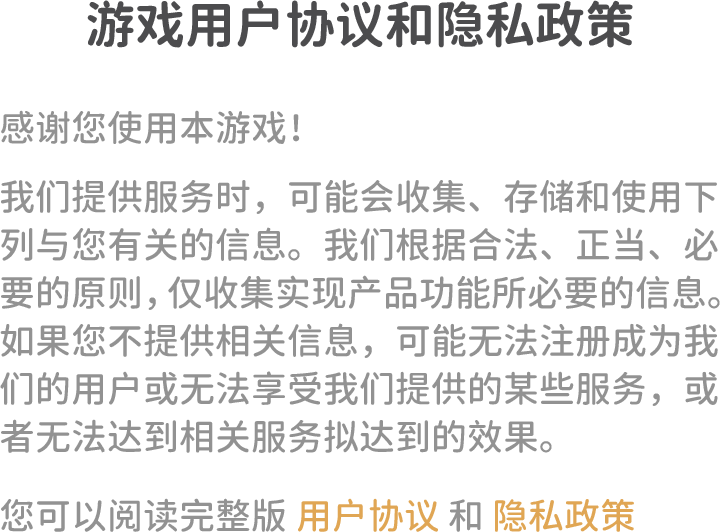 游戏用户协议和隐私政策
感谢您使用本游戏！
我们提供服务时，可能会收集、存储和使用下
列与您有关的信息。我们根据合法、正当、必
要的原则，仅收集实现产品功能所必要的信息。
如果您不提供相关信息，可能无法注册成为我
们的用户或无法享受我们提供的某些服务，或
者无法达到相关服务拟达到的效果。
您可以阅读完整版 用户协议 和 隐私政策